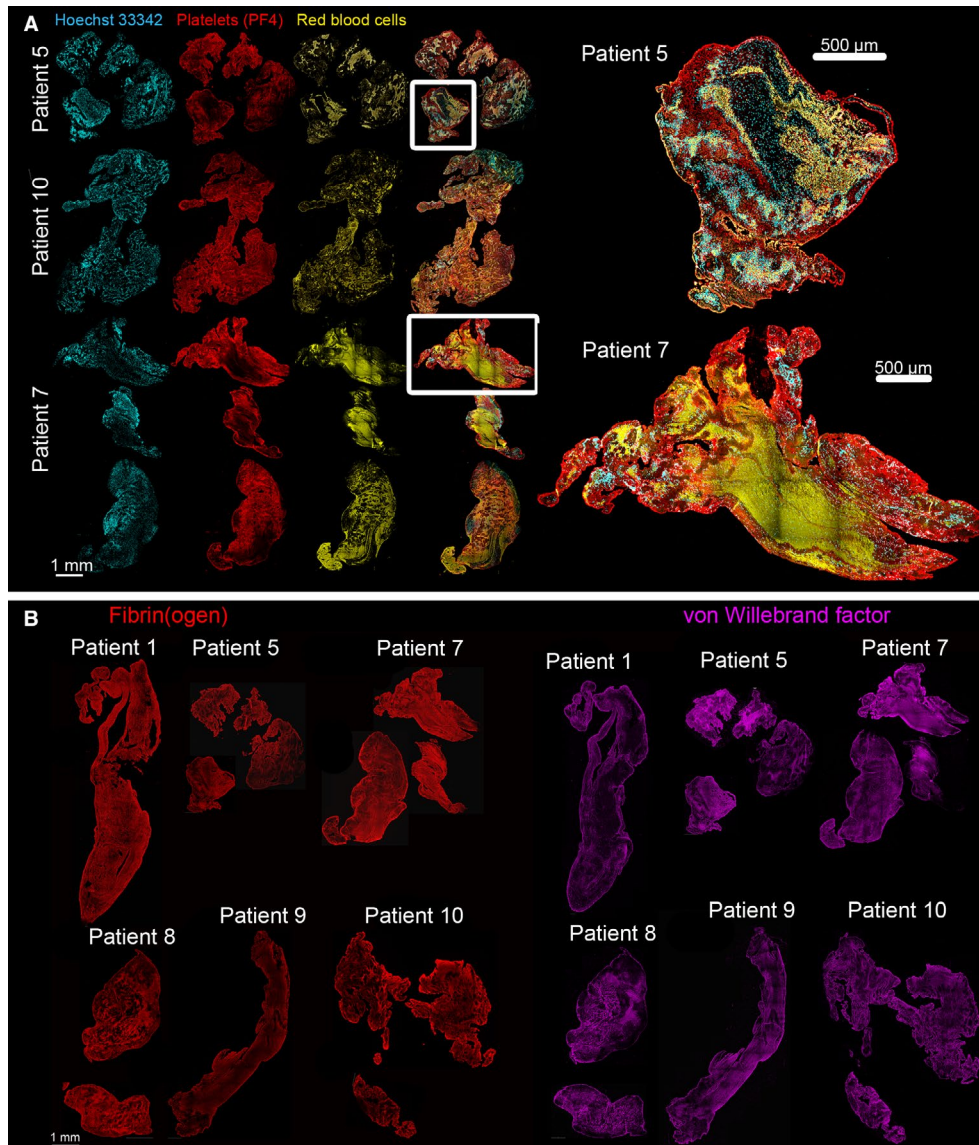 A
Hoechst 33342
Platelets (PF4)
Red blood cells
Patient 5
Patient 10
Patient 7
1 mm
Patient 5
500 µm
Patient 7
500 µm
B
Fibrin(ogen)
von Willebrand factor
Patient 1
Patient 5
Patient 7
Patient 8
Patient 9
Patient 10
1 mm
Patient 1
Patient 5
Patient 7
Patient 8
Patient 9
Patient 10